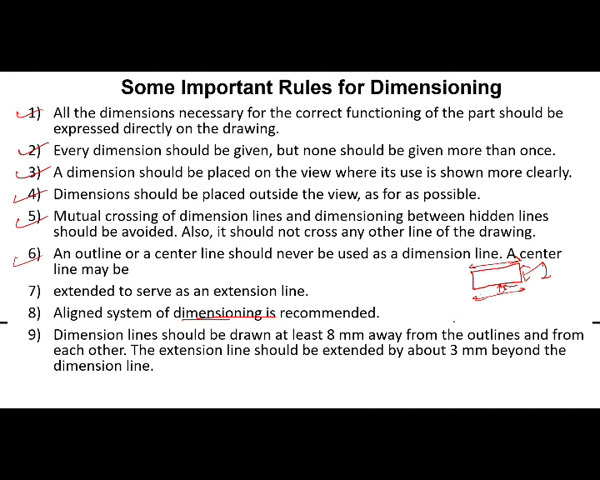 Some Important Rules for Dimensioning
1) All the dimensions necessary for the correct functioning of the part should be
expressed directly on the drawing.
2) Every dimension should be given, but none should be given more than once.
3) A dimension should be placed on the view where its use is shown more clearly.
4) Dimensions should be placed outside the view, as for as possible.
5) Mutual crossing of dimension lines and dimensioning between hidden lines
should be avoided. Also, it should not cross any other line of the drawing.
6) An outline or a center line should never be used as a dimension line. A center
line may be
7) extended to serve as an extension line.
8) Aligned system of dimensioning is recommended.
9) Dimension lines should be drawn at least 8 mm away from the outlines and from
each other. The extension line should be extended by about 3 mm beyond the
dimension line.